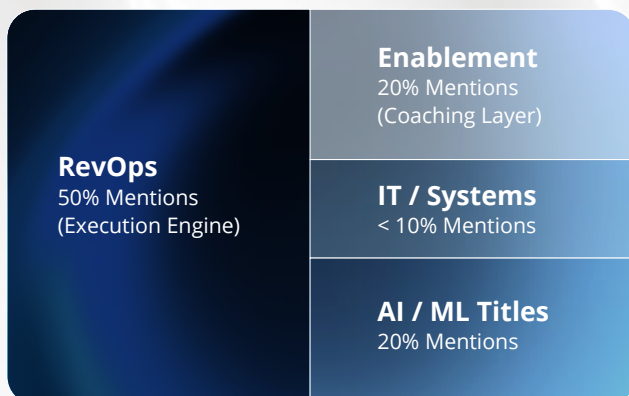 RevOps
50% Mentions
(Execution Engine)
Enablement
20% Mentions
(Coaching Layer)
IT / Systems
< 10% Mentions
AI / ML Titles
20% Mentions